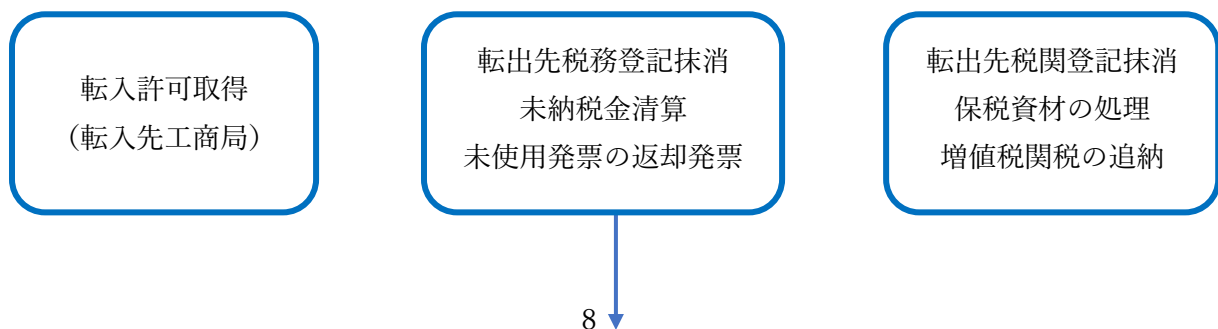 転入許可取得
（転入先工商局）
転出先税務登記抹消
未納税金清算
未使用発票の返却発票
転出先税関登記抹消
保税資材の処理
増値税関税の追納
8